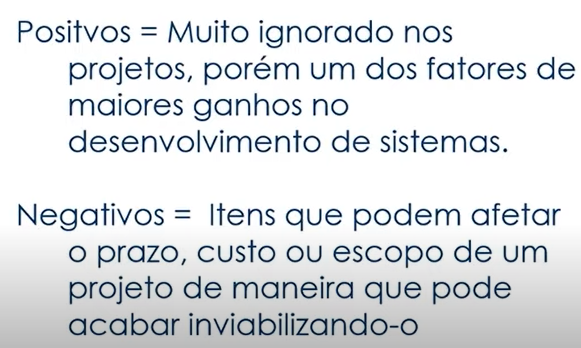 Positvos = Muito ignorado nos
projetos, porém um dos fatores de
maiores ganhos no
desenvolvimento de sistemas.
Negativos = Itens que podem afetar
o prazo, custo ou escopo de um
projeto de maneira que pode
acabar inviabilizando-o